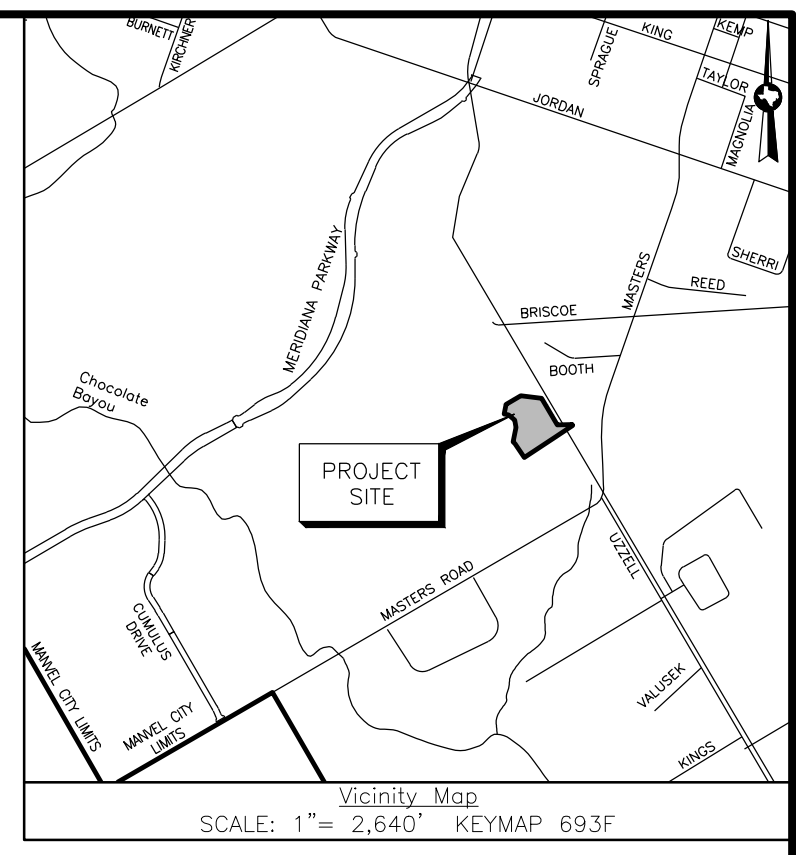 BURNETT
KIRCHNER
KING
KEMP
SPRAGUE
TAYLOR
JORDAN
MAGNOLIA
MERIDIANA PARKWAY
MASTERS
SHERRI
REED
BRISCOE
BOOTH
Chocolate
Bayou
PROJECT
SITE
UZZELL
MASTERS ROAD
CUMULUS
DRIVE
MANVEL CITY LIMITS
MANVEL CITY
LIMITS
VALUSEK
KINGS
Vicinity Map
SCALE: 1"= 2,640' KEYMAP 693F